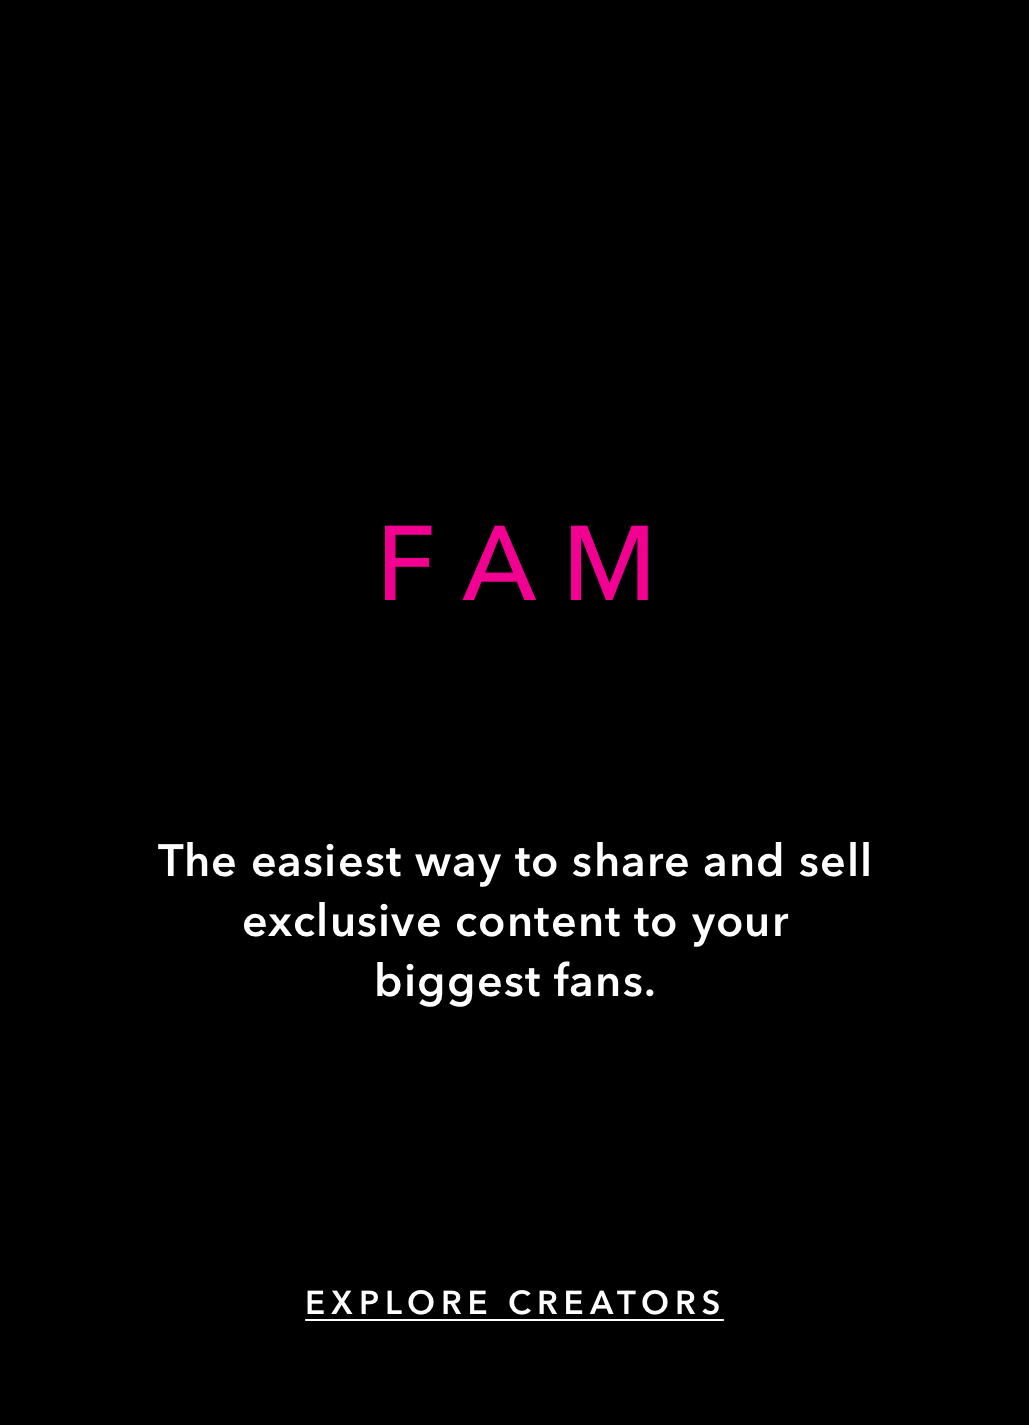 FAM
The easiest way to share and sell
exclusive content to your
biggest fans.
EXPLORE CREATORS